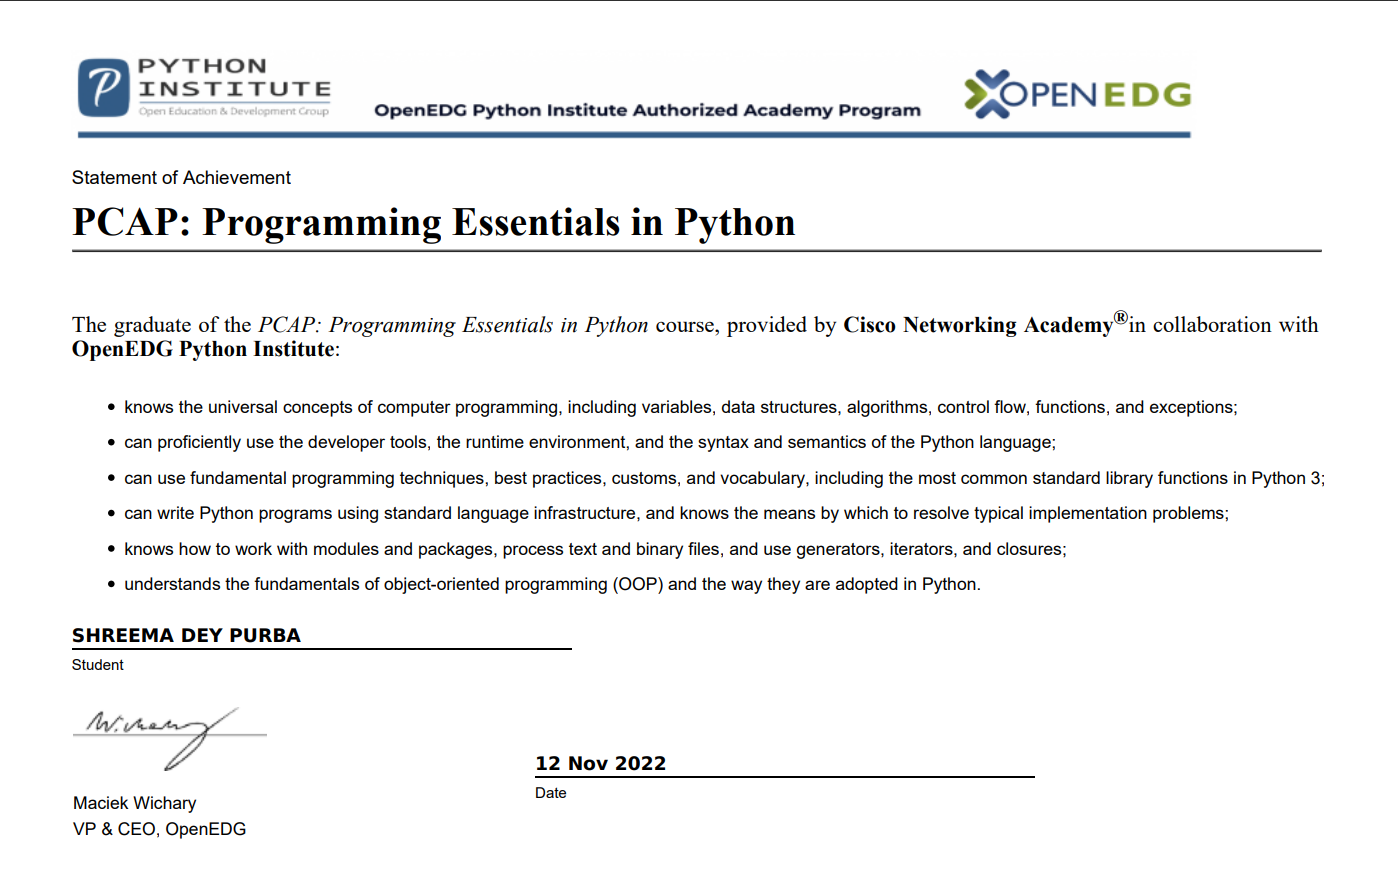 PYTHON
INSTITUTE
Open Education & Development Group
OpenEDG Python Institute Authorized Academy Program
OPENEDG
Statement of Achievement
PCAP: Programming Essentials in Python
The graduate of the PCAP: Programming Essentials in Python course, provided by Cisco Networking Academy®in collaboration with
OpenEDG Python Institute:
• knows the universal concepts of computer programming, including variables, data structures, algorithms, control flow, functions, and exceptions;
• can proficiently use the developer tools, the runtime environment, and the syntax and semantics of the Python language;
• can use fundamental programming techniques, best practices, customs, and vocabulary, including the most common standard library functions in Python 3;
• can write Python programs using standard language infrastructure, and knows the means by which to resolve typical implementation problems;
• knows how to work with modules and packages, process text and binary files, and use generators, iterators, and closures;
• understands the fundamentals of object-oriented programming (OOP) and the way they are adopted in Python.
SHREEMA DEY PURBA
Student
W.Wichary
12 Nov 2022
Date
Maciek Wichary
VP & CEO, OpenEDG